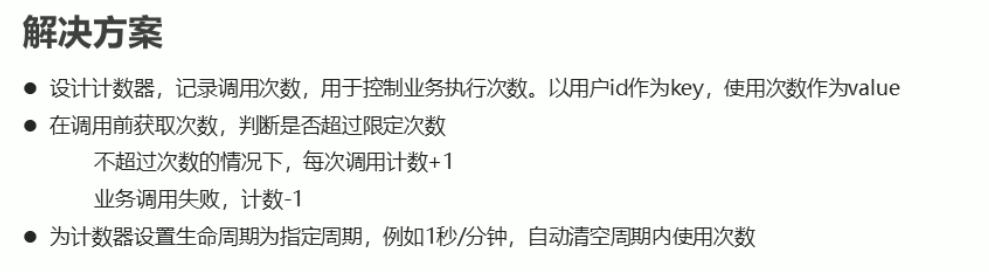 解决方案
● 设计计数器，记录调用次数，用于控制业务执行次数。以用户id作为key，使用次数作为value
● 在调用前获取次数，判断是否超过限定次数
不超过次数的情况下，每次调用计数+1
业务调用失败，计数-1
● 为计数器设置生命周期为指定周期，例如1秒/分钟，自动清空周期内使用次数